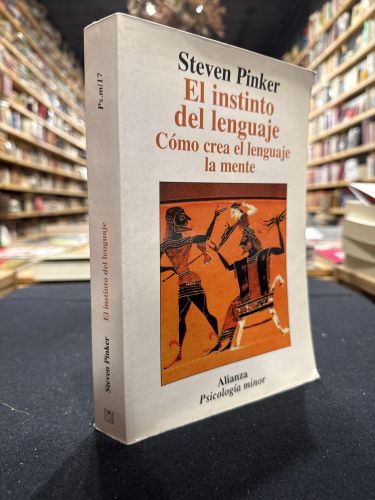 Steven Pinker
El instinto
del lenguaje
Cómo crea el lenguaje
la mente
Alianza
Psicología minor
Ps.m/17
El instinto del lenguaje
Steven Pinker